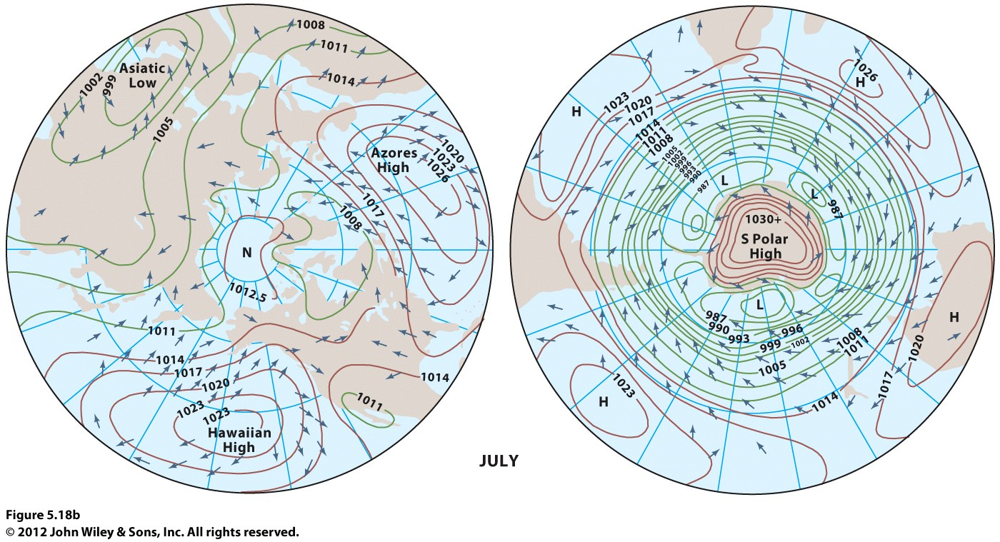 1008
1011
1014
Asiatic
Low
1002
999
1005
Azores
High
1020
1023
1026
1017
1008
N
1012.5
1011
1014
1017
1020
1023
1023
Hawaiian
High
1014
1011
JULY
1026
H
H
1023
1020
1017
1014
1011
1008
1005
1002
999
996
993
990
987
L
L
987
1030+
S Polar
High
L
987
990
993
996
999
1002
1005
1008
1011
1014
1017
1020
H
H
1023
Figure 5.18b
© 2012 John Wiley & Sons, Inc. All rights reserved.